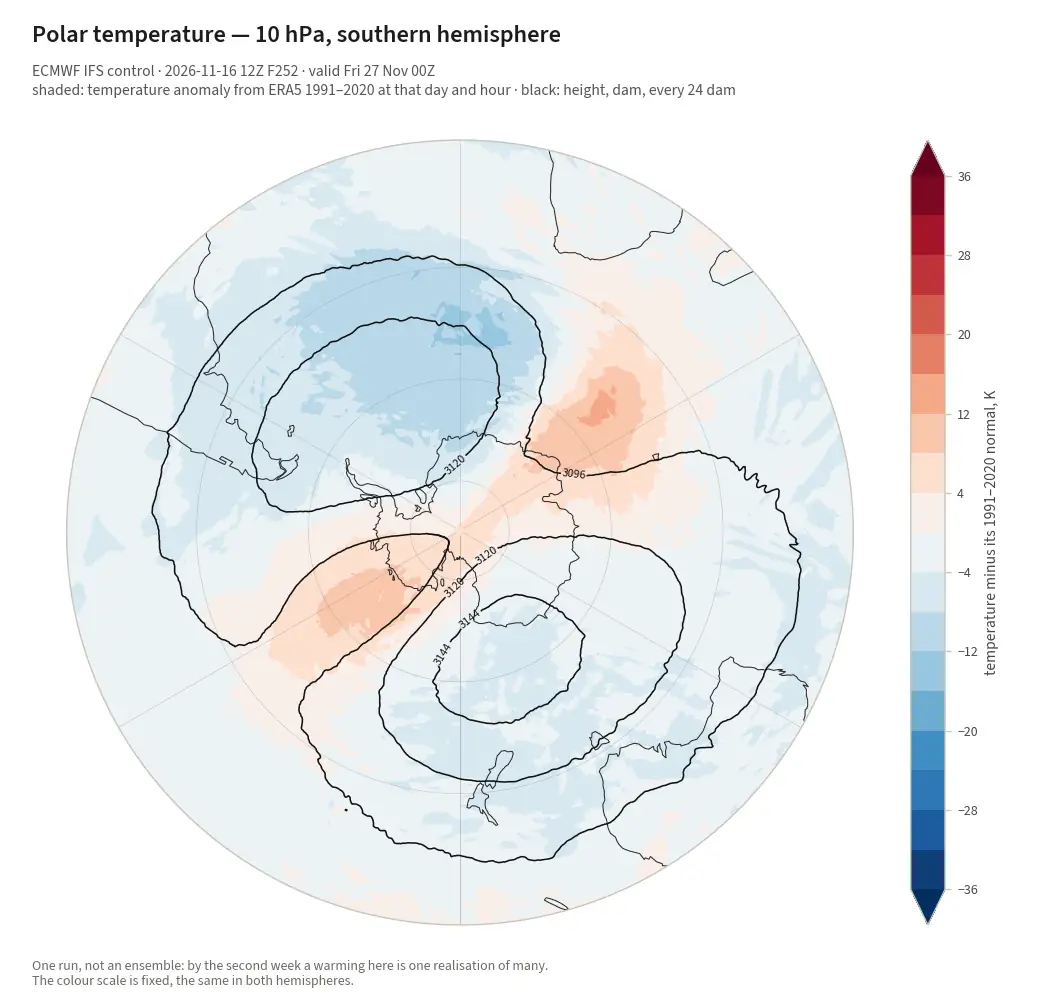 Polar temperature — 10 hPa, southern hemisphere
ECMWF IFS control · 2026-11-16 12Z F252 · valid Fri 27 Nov 00Z
shaded: temperature anomaly from ERA5 1991–2020 at that day and hour · black: height, dam, every 24 dam
36
28
20
12
4
−4
−12
−20
−28
−36
temperature minus its 1991–2020 normal, K
3120
3096
3120
3120
3144
3144
One run, not an ensemble: by the second week a warming here is one realisation of many.
The colour scale is fixed, the same in both hemispheres.